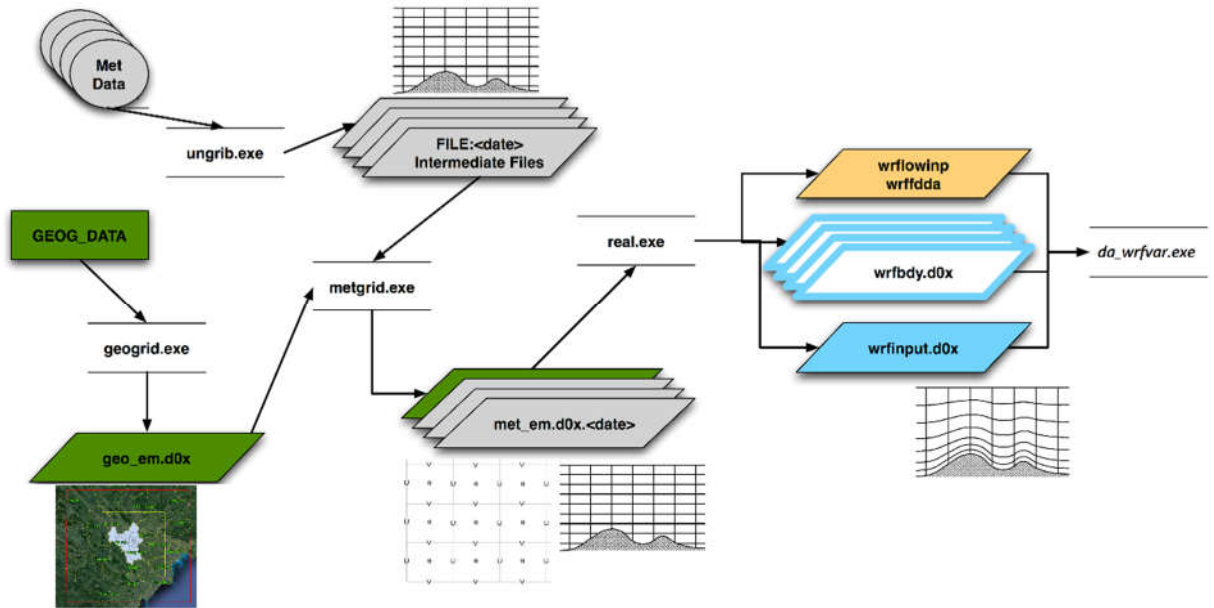 Met
Data
ungrib.exe
FILE:<date>
Intermediate Files
GEOG_DATA
geogrid.exe
geo_em.d0x
metgrid.exe
met_em.d0x.<date>
real.exe
wrflowinp
wrffdda
wrfbdy.d0x
wrfinput.d0x
da_wrfvar.exe